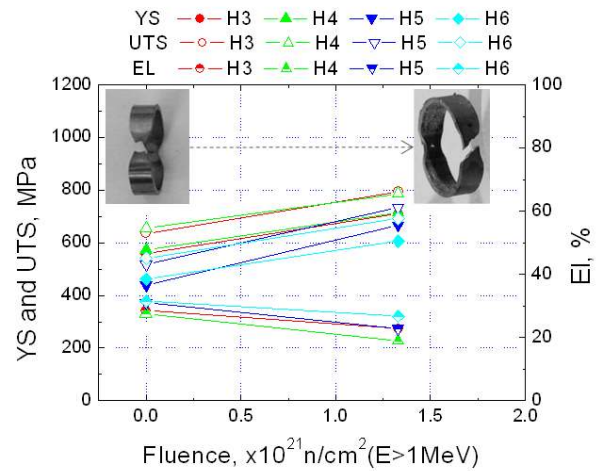 YS H3 H4 H5 H6
UTS H3 H4 H5 H6
EL H3 H4 H5 H6
1200 100
1000
80
800
60
600
40
400
20
200
0 0
0.0 0.5 1.0 1.5 2.0
YS and UTS, MPa
El, %
Fluence, x10²¹n/cm²(E>1MeV)